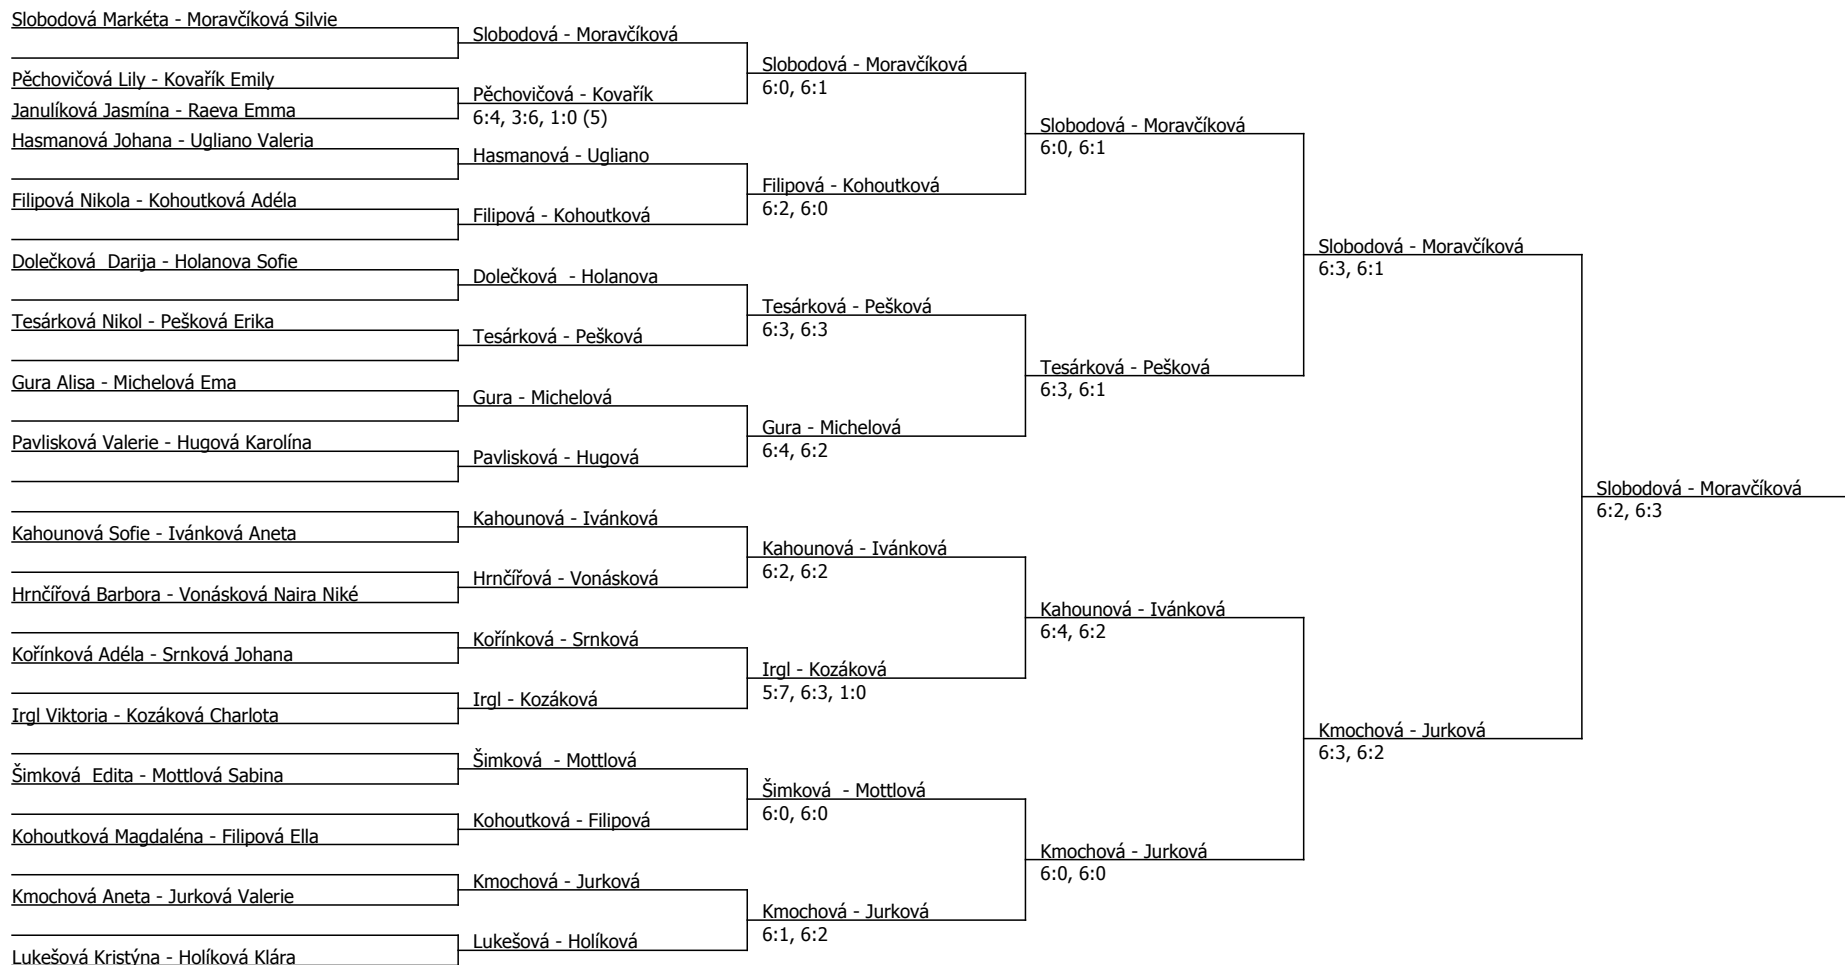 Slobodová Markéta - Moravčíková Silvie
Pěchovičová Lily - Kovařík Emily
Janulíková Jasmína - Raeva Emma
Hasmanová Johana - Ugliano Valeria
Filipová Nikola - Kohoutková Adéla
Dolečková  Darija - Holanova Sofie
Tesárková Nikol - Pešková Erika
Gura Alisa - Michelová Ema
Pavlisková Valerie - Hugová Karolína
Kahounová Sofie - Ivánková Aneta
Hrnčířová Barbora - Vonásková Naira Niké
Kořínková Adéla - Srnková Johana
Irgl Viktoria - Kozáková Charlota
Šimková  Edita - Mottlová Sabina
Kohoutková Magdaléna - Filipová Ella
Kmochová Aneta - Jurková Valerie
Lukešová Kristýna - Holíková Klára
Slobodová - Moravčíková
Pěchovičová - Kovařík
6:4, 3:6, 1:0 (5)
Hasmanová - Ugliano
Filipová - Kohoutková
Dolečková  - Holanova
Tesárková - Pešková
Gura - Michelová
Pavlisková - Hugová
Kahounová - Ivánková
Hrnčířová - Vonásková
Kořínková - Srnková
Irgl - Kozáková
Šimková  - Mottlová
Kohoutková - Filipová
Kmochová - Jurková
Lukešová - Holíková
Slobodová - Moravčíková
6:0, 6:1
Filipová - Kohoutková
6:2, 6:0
Tesárková - Pešková
6:3, 6:3
Gura - Michelová
6:4, 6:2
Kahounová - Ivánková
6:2, 6:2
Irgl - Kozáková
5:7, 6:3, 1:0
Šimková  - Mottlová
6:0, 6:0
Kmochová - Jurková
6:1, 6:2
Slobodová - Moravčíková
6:0, 6:1
Tesárková - Pešková
6:3, 6:1
Kahounová - Ivánková
6:4, 6:2
Kmochová - Jurková
6:0, 6:0
Slobodová - Moravčíková
6:3, 6:1
Kmochová - Jurková
6:3, 6:2
Slobodová - Moravčíková
6:2, 6:3